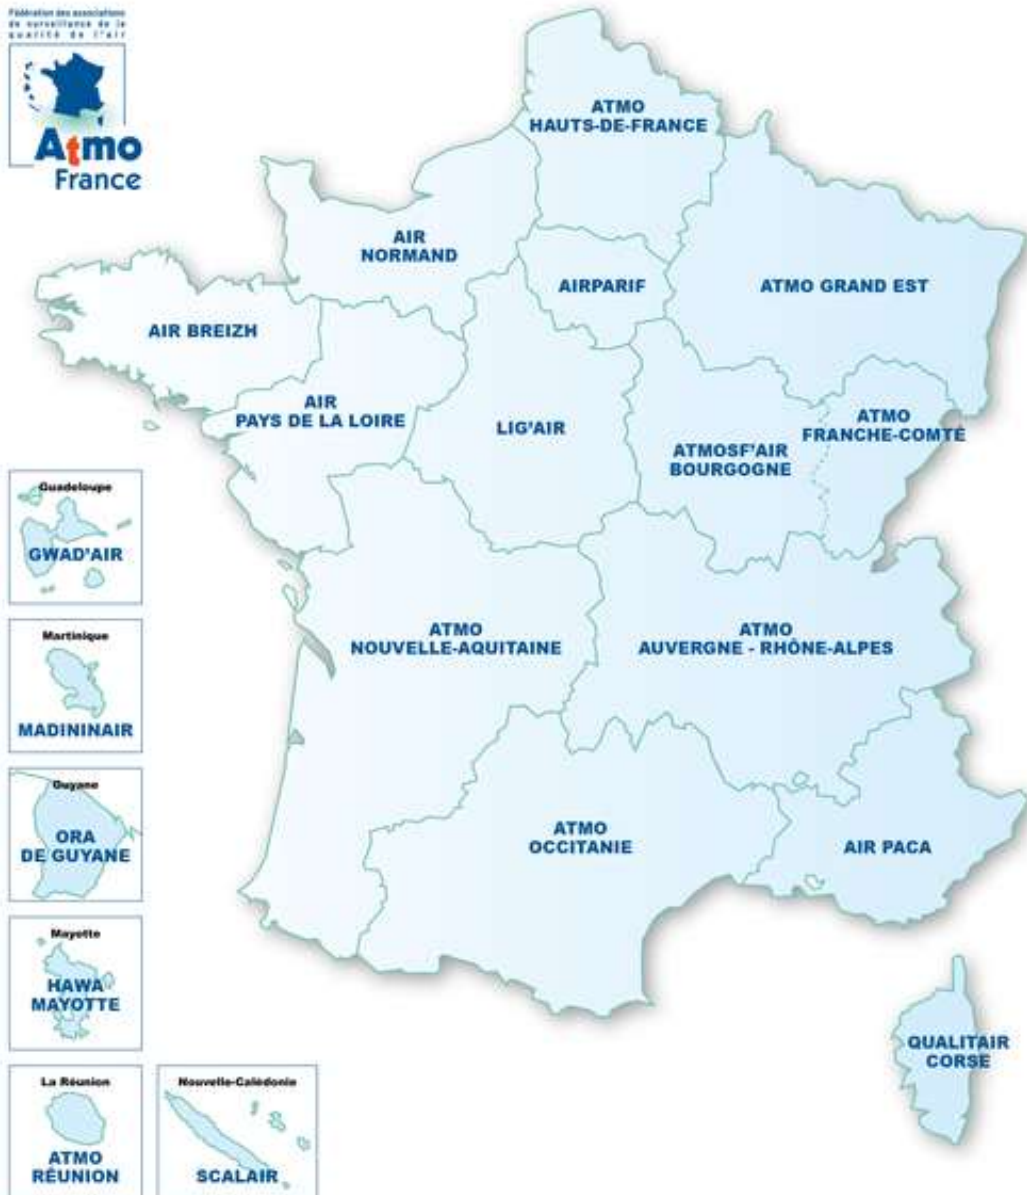 Fédération des associations
de surveillance de la
qualité de l'air
Atmo
France
ATMO
HAUTS-DE-FRANCE
AIR
NORMAND
AIRPARIF
ATMO GRAND EST
AIR BREIZH
AIR
PAYS DE LA LOIRE
LIG'AIR
ATMOSF'AIR
BOURGOGNE
ATMO
FRANCHE-COMTÉ
Guadeloupe
GWAD'AIR
ATMO
NOUVELLE-AQUITAINE
ATMO
AUVERGNE - RHÔNE-ALPES
Martinique
MADININAIR
Guyane
ORA
DE GUYANE
ATMO
OCCITANIE
AIR PACA
Mayotte
HAWA
MAYOTTE
QUALITAIR
CORSE
La Réunion
ATMO
RÉUNION
Nouvelle-Calédonie
SCALAIR